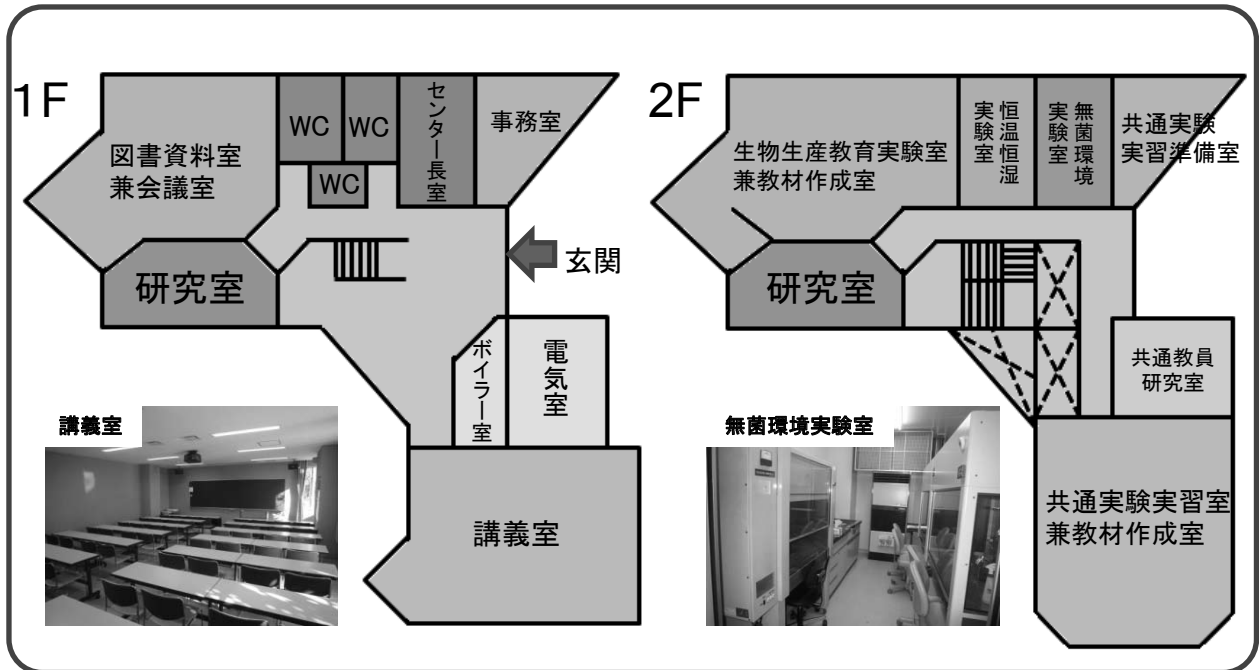 1F
図書資料室
兼会議室
WC
WC
WC
センター長室
事務室
研究室
玄関
ボイラー室
電気室
講義室
講義室
2F
生物生産教育実験室
兼教材作成室
恒温恒湿
実験室
無菌環境
実験室
共通実験
実習準備室
研究室
共通教員
研究室
無菌環境実験室
共通実験実習室
兼教材作成室